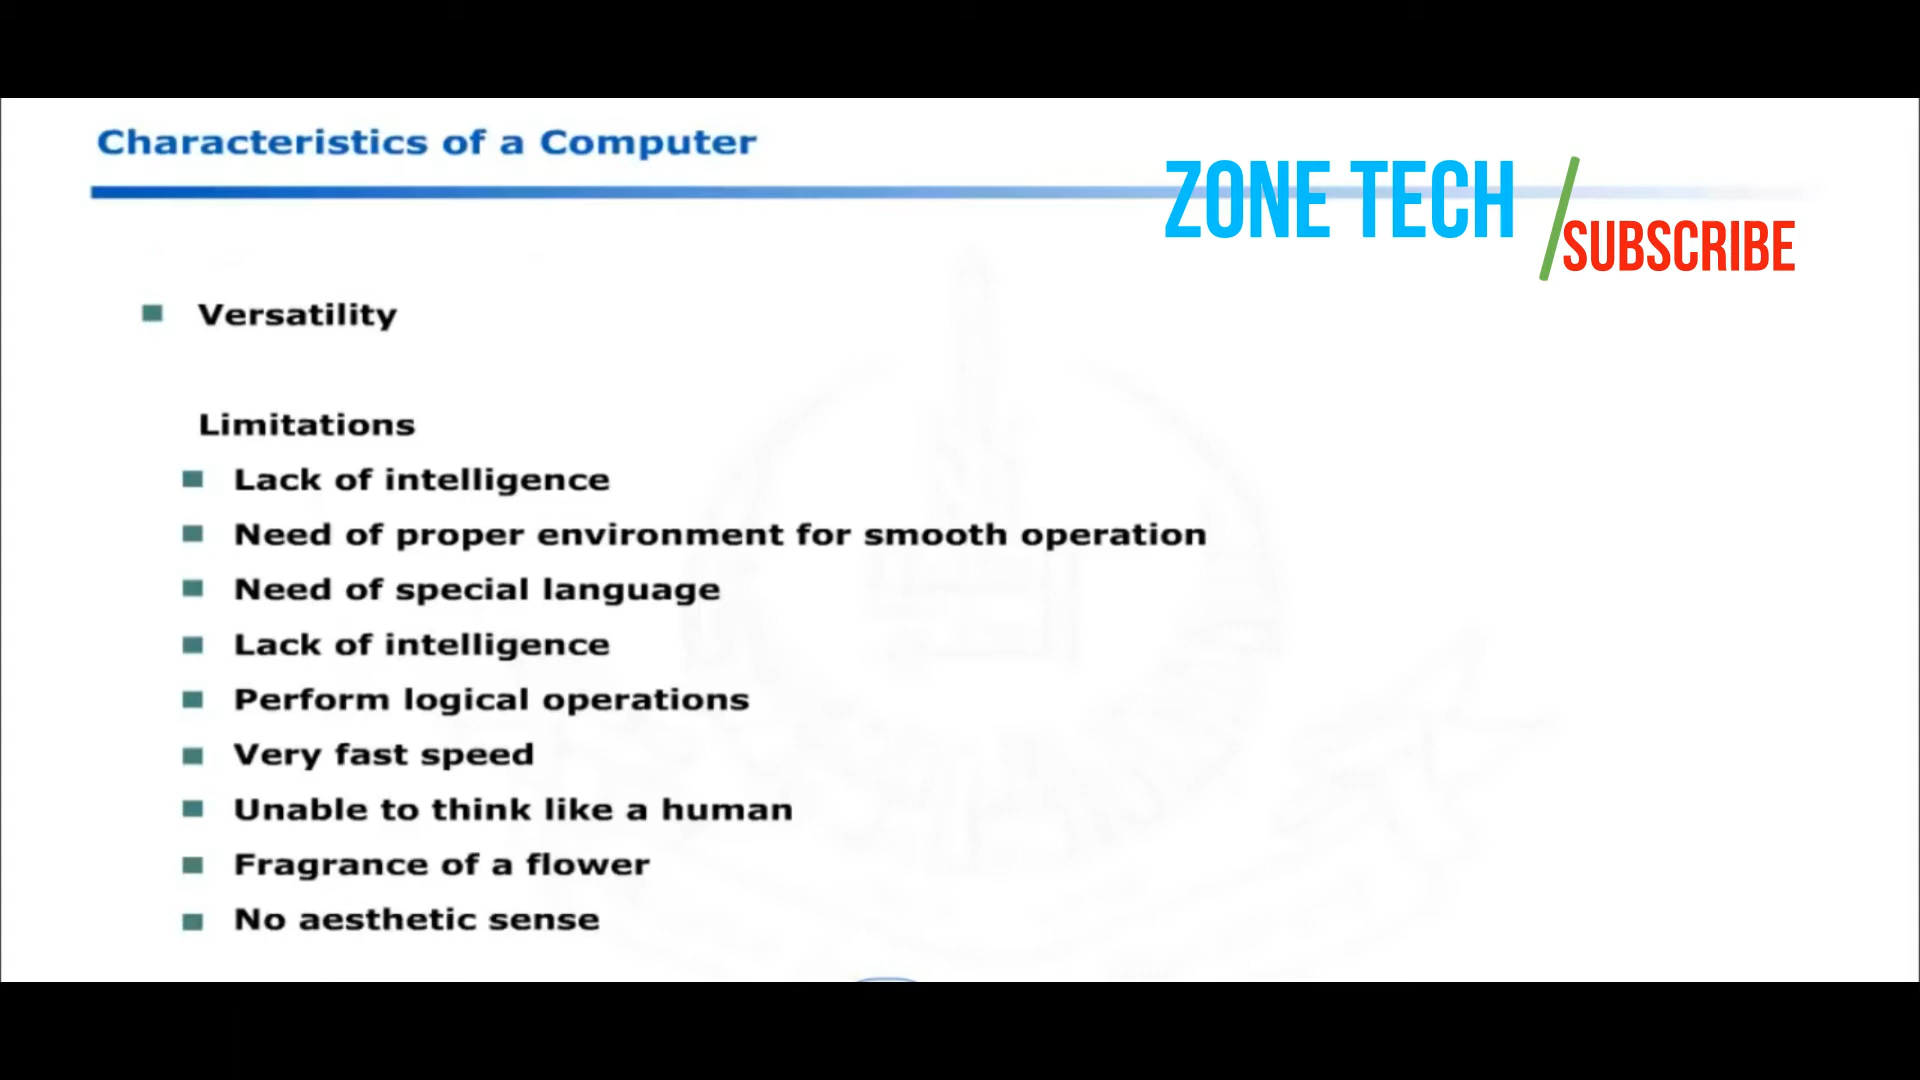 Characteristics of a Computer
ZONE TECH
SUBSCRIBE
Versatility
Limitations
Lack of intelligence
Need of proper environment for smooth operation
Need of special language
Lack of intelligence
Perform logical operations
Very fast speed
Unable to think like a human
Fragrance of a flower
No aesthetic sense